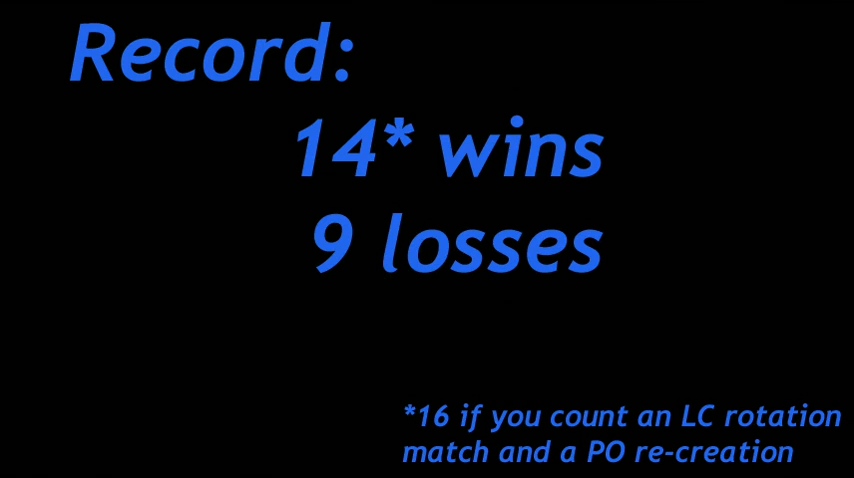 Record:
14* wins
9 losses
*16 if you count an LC rotation
match and a PO re-creation